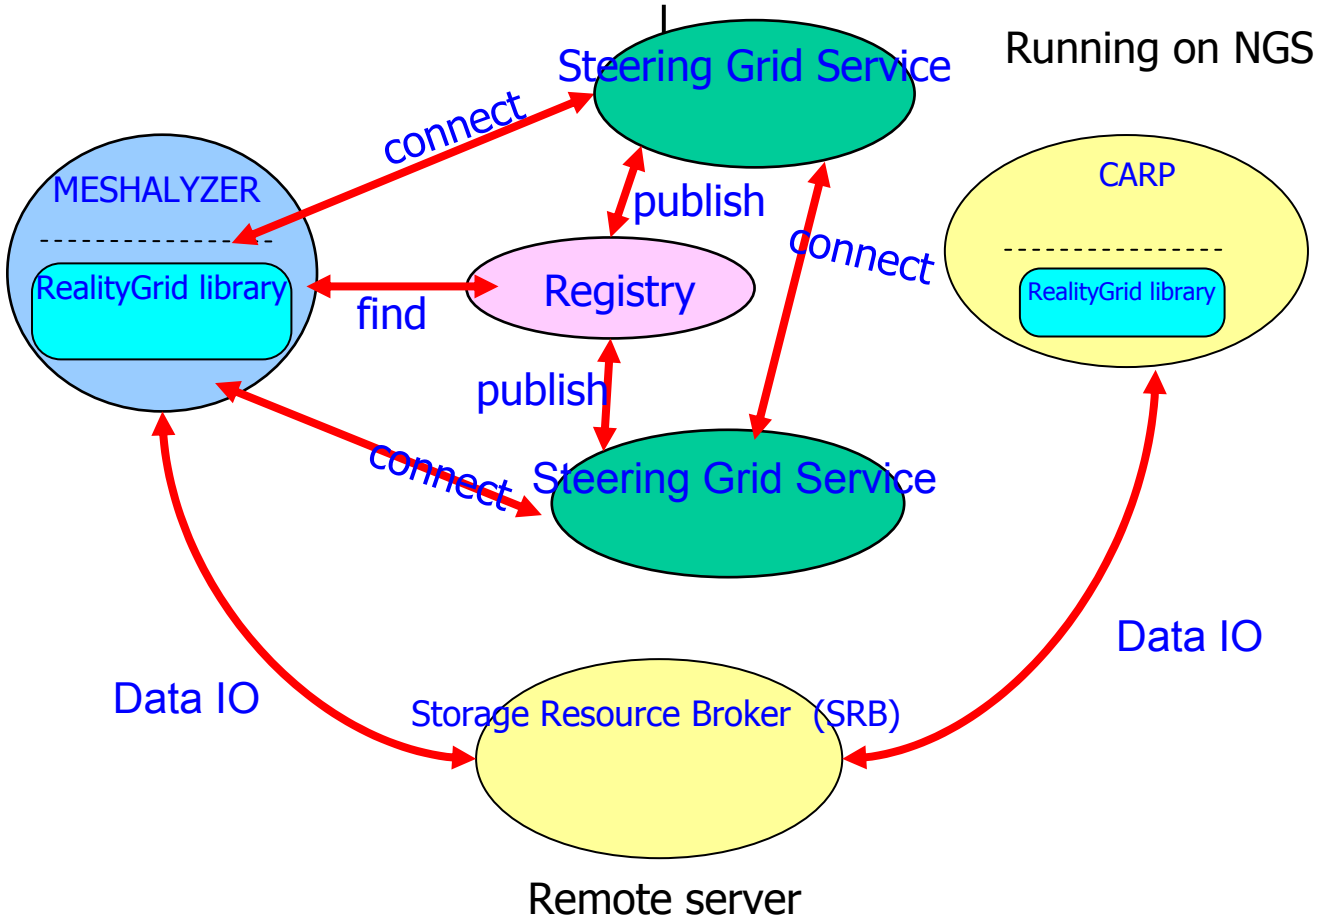 Running on NGS
Steering Grid Service
connect
MESHALYZER
CARP
publish
connect
RealityGrid library
Registry
RealityGrid library
find
publish
connect
Steering Grid Service
Data IO
Data IO
Storage Resource Broker (SRB)
Remote server